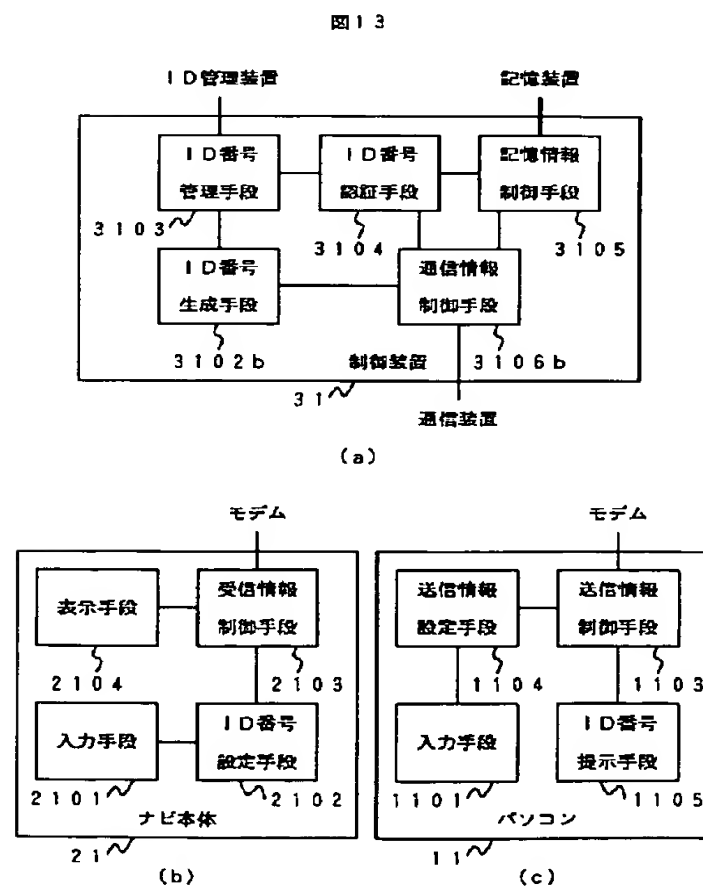 図13
ID管理装置
記憶装置
ID番号
管理手段
ID番号
認証手段
記憶情報
制御手段
3103
3104
3105
ID番号
生成手段
通信情報
制御手段
3102b
制御装置
3106b
31
通信装置
(a)
モデム
モデム
表示手段
受信情報
制御手段
送信情報
設定手段
送信情報
制御手段
2104
2103
1104
1103
入力手段
ID番号
設定手段
入力手段
ID番号
提示手段
2101
2102
1101
1105
ナビ本体
パソコン
21
11
(b)
(c)